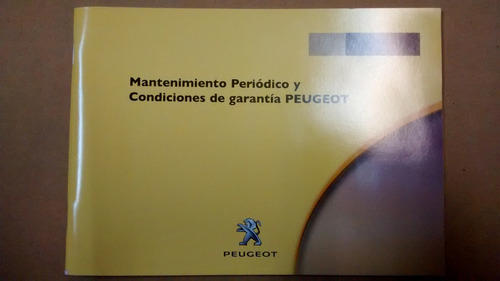 Mantenimiento Periódico y
Condiciones de garantía PEUGEOT
PEUGEOT